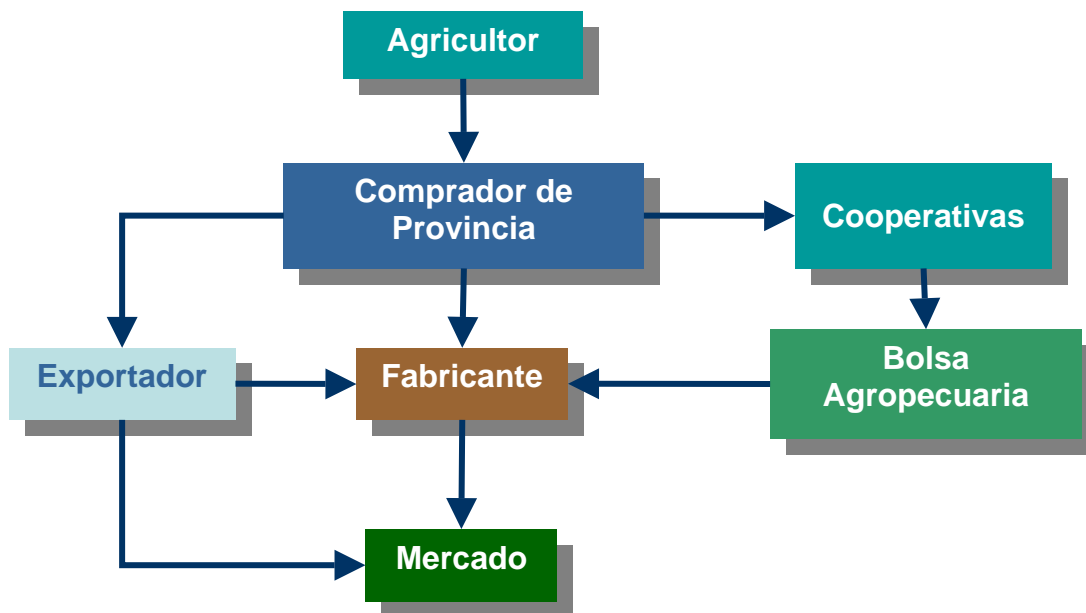 Agricultor
Comprador de
Provincia
Cooperativas
Exportador
Fabricante
Bolsa
Agropecuaria
Mercado